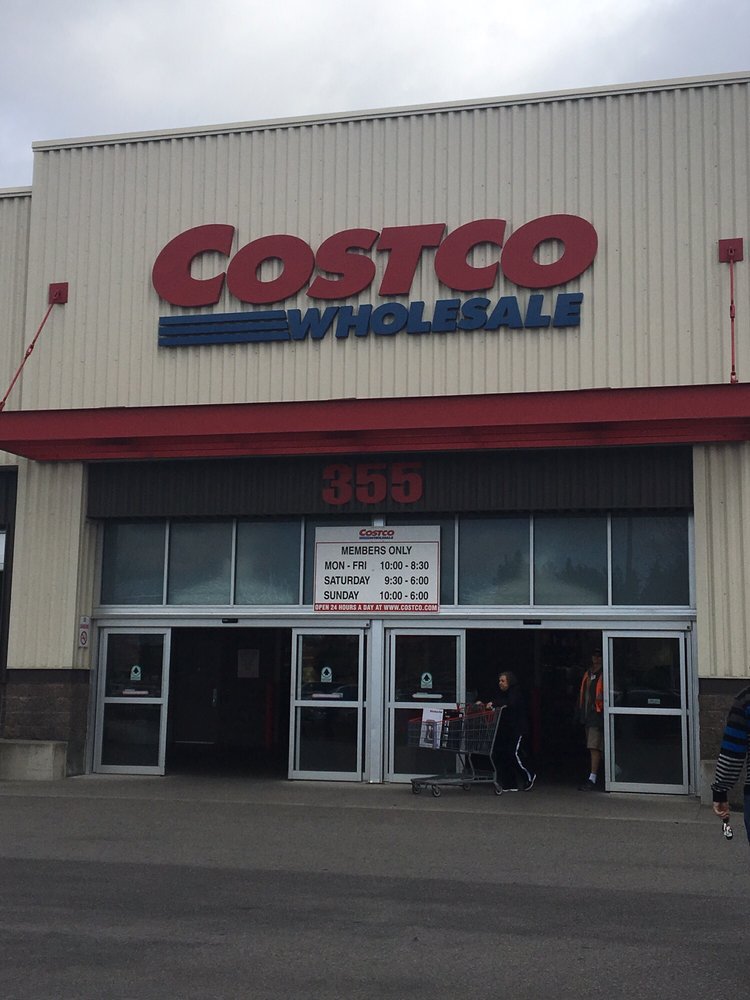 COSTCO
WHOLESALE
355
COSTCO
WHOLESALE
MEMBERS ONLY
MON - FRI 10:00 - 8:30
SATURDAY 9:30 - 6:00
SUNDAY 10:00 - 6:00
OPEN 24 HOURS A DAY AT WWW.COSTCO.COM